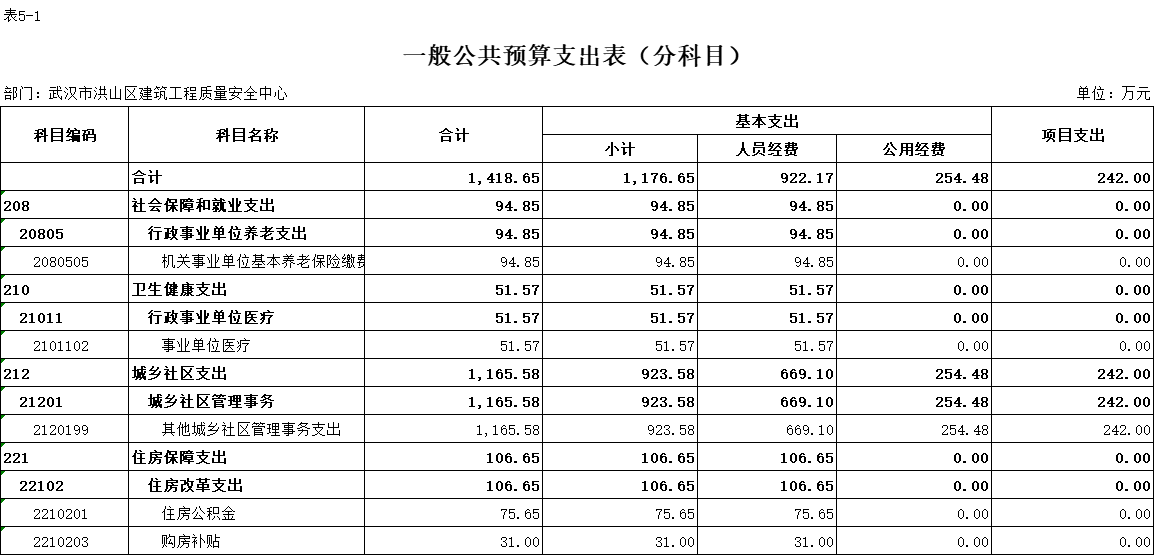 表5-1
一般公共预算支出表（分科目）
部门：武汉市洪山区建筑工程质量安全中心 单位：万元
科目编码 科目名称 合计 基本支出 项目支出
小计 人员经费 公用经费
合计 1,418.65 1,176.65 922.17 254.48 242.00
208 社会保障和就业支出 94.85 94.85 94.85 0.00 0.00
20805 行政事业单位养老支出 94.85 94.85 94.85 0.00 0.00
2080505 机关事业单位基本养老保险缴费 94.85 94.85 94.85 0.00 0.00
210 卫生健康支出 51.57 51.57 51.57 0.00 0.00
21011 行政事业单位医疗 51.57 51.57 51.57 0.00 0.00
2101102 事业单位医疗 51.57 51.57 51.57 0.00 0.00
212 城乡社区支出 1,165.58 923.58 669.10 254.48 242.00
21201 城乡社区管理事务 1,165.58 923.58 669.10 254.48 242.00
2120199 其他城乡社区管理事务支出 1,165.58 923.58 669.10 254.48 242.00
221 住房保障支出 106.65 106.65 106.65 0.00 0.00
22102 住房改革支出 106.65 106.65 106.65 0.00 0.00
2210201 住房公积金 75.65 75.65 75.65 0.00 0.00
2210203 购房补贴 31.00 31.00 31.00 0.00 0.00